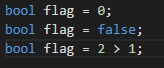 bool flag = 0;
bool flag = false;
bool flag = 2 > 1;